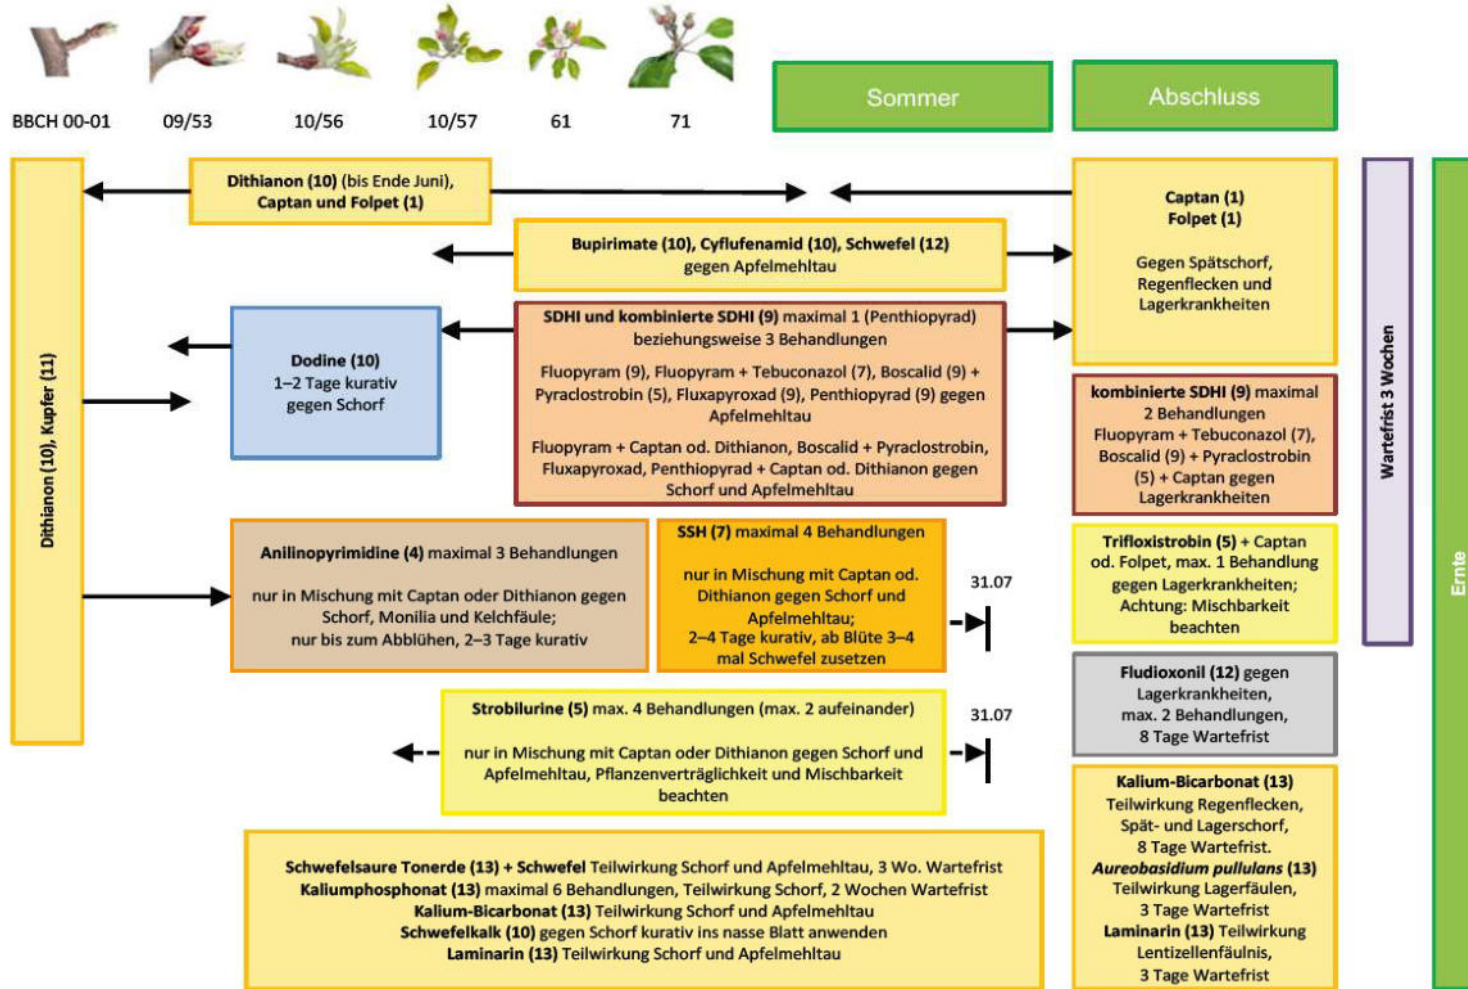 Sommer
Abschluss
BBCH 00-01
09/53
10/56
10/57
61
71
Dithianon (10), Kupfer (11)
Dithianon (10) (bis Ende Juni),
Captan und Folpet (1)
Bupirimate (10), Cyflufenamid (10), Schwefel (12)
gegen Apfelmehltau
Dodine (10)
1–2 Tage kurativ
gegen Schorf
SDHI und kombinierte SDHI (9) maximal 1 (Penthiopyrad)
beziehungsweise 3 Behandlungen
Fluopyram (9), Fluopyram + Tebuconazol (7), Boscalid (9) +
Pyraclostrobin (5), Fluxapyroxad (9), Penthiopyrad (9) gegen
Apfelmehltau
Fluopyram + Captan od. Dithianon, Boscalid + Pyraclostrobin,
Fluxapyroxad, Penthiopyrad + Captan od. Dithianon gegen
Schorf und Apfelmehltau
Anilinopyrimidine (4) maximal 3 Behandlungen
nur in Mischung mit Captan oder Dithianon gegen
Schorf, Monilia und Kelchfäule;
nur bis zum Abblühen, 2–3 Tage kurativ
SSH (7) maximal 4 Behandlungen
nur in Mischung mit Captan od.
Dithianon gegen Schorf und
Apfelmehltau;
2–4 Tage kurativ, ab Blüte 3–4
mal Schwefel zusetzen
31.07
Strobilurine (5) max. 4 Behandlungen (max. 2 aufeinander)
nur in Mischung mit Captan oder Dithianon gegen Schorf und
Apfelmehltau, Pflanzenverträglichkeit und Mischbarkeit
beachten
31.07
Schwefelsaure Tonerde (13) + Schwefel Teilwirkung Schorf und Apfelmehltau, 3 Wo. Wartefrist
Kaliumphosphonat (13) maximal 6 Behandlungen, Teilwirkung Schorf, 2 Wochen Wartefrist
Kalium-Bicarbonat (13) Teilwirkung Schorf und Apfelmehltau
Schwefelkalk (10) gegen Schorf kurativ ins nasse Blatt anwenden
Laminarin (13) Teilwirkung Schorf und Apfelmehltau
Captan (1)
Folpet (1)
Gegen Spätschorf,
Regenflecken und
Lagerkrankheiten
kombinierte SDHI (9) maximal
2 Behandlungen
Fluopyram + Tebuconazol (7),
Boscalid (9) + Pyraclostrobin
(5) + Captan gegen
Lagerkrankheiten
Trifloxistrobin (5) + Captan
od. Folpet, max. 1 Behandlung
gegen Lagerkrankheiten;
Achtung: Mischbarkeit
beachten
Fludioxonil (12) gegen
Lagerkrankheiten,
max. 2 Behandlungen,
8 Tage Wartefrist
Kalium-Bicarbonat (13)
Teilwirkung Regenflecken,
Spät- und Lagerschorf,
8 Tage Wartefrist.
Aureobasidium pullulans (13)
Teilwirkung Lagerfäulen,
3 Tage Wartefrist
Laminarin (13) Teilwirkung
Lentizellenfäulnis,
3 Tage Wartefrist
Wartefrist 3 Wochen
Ernte